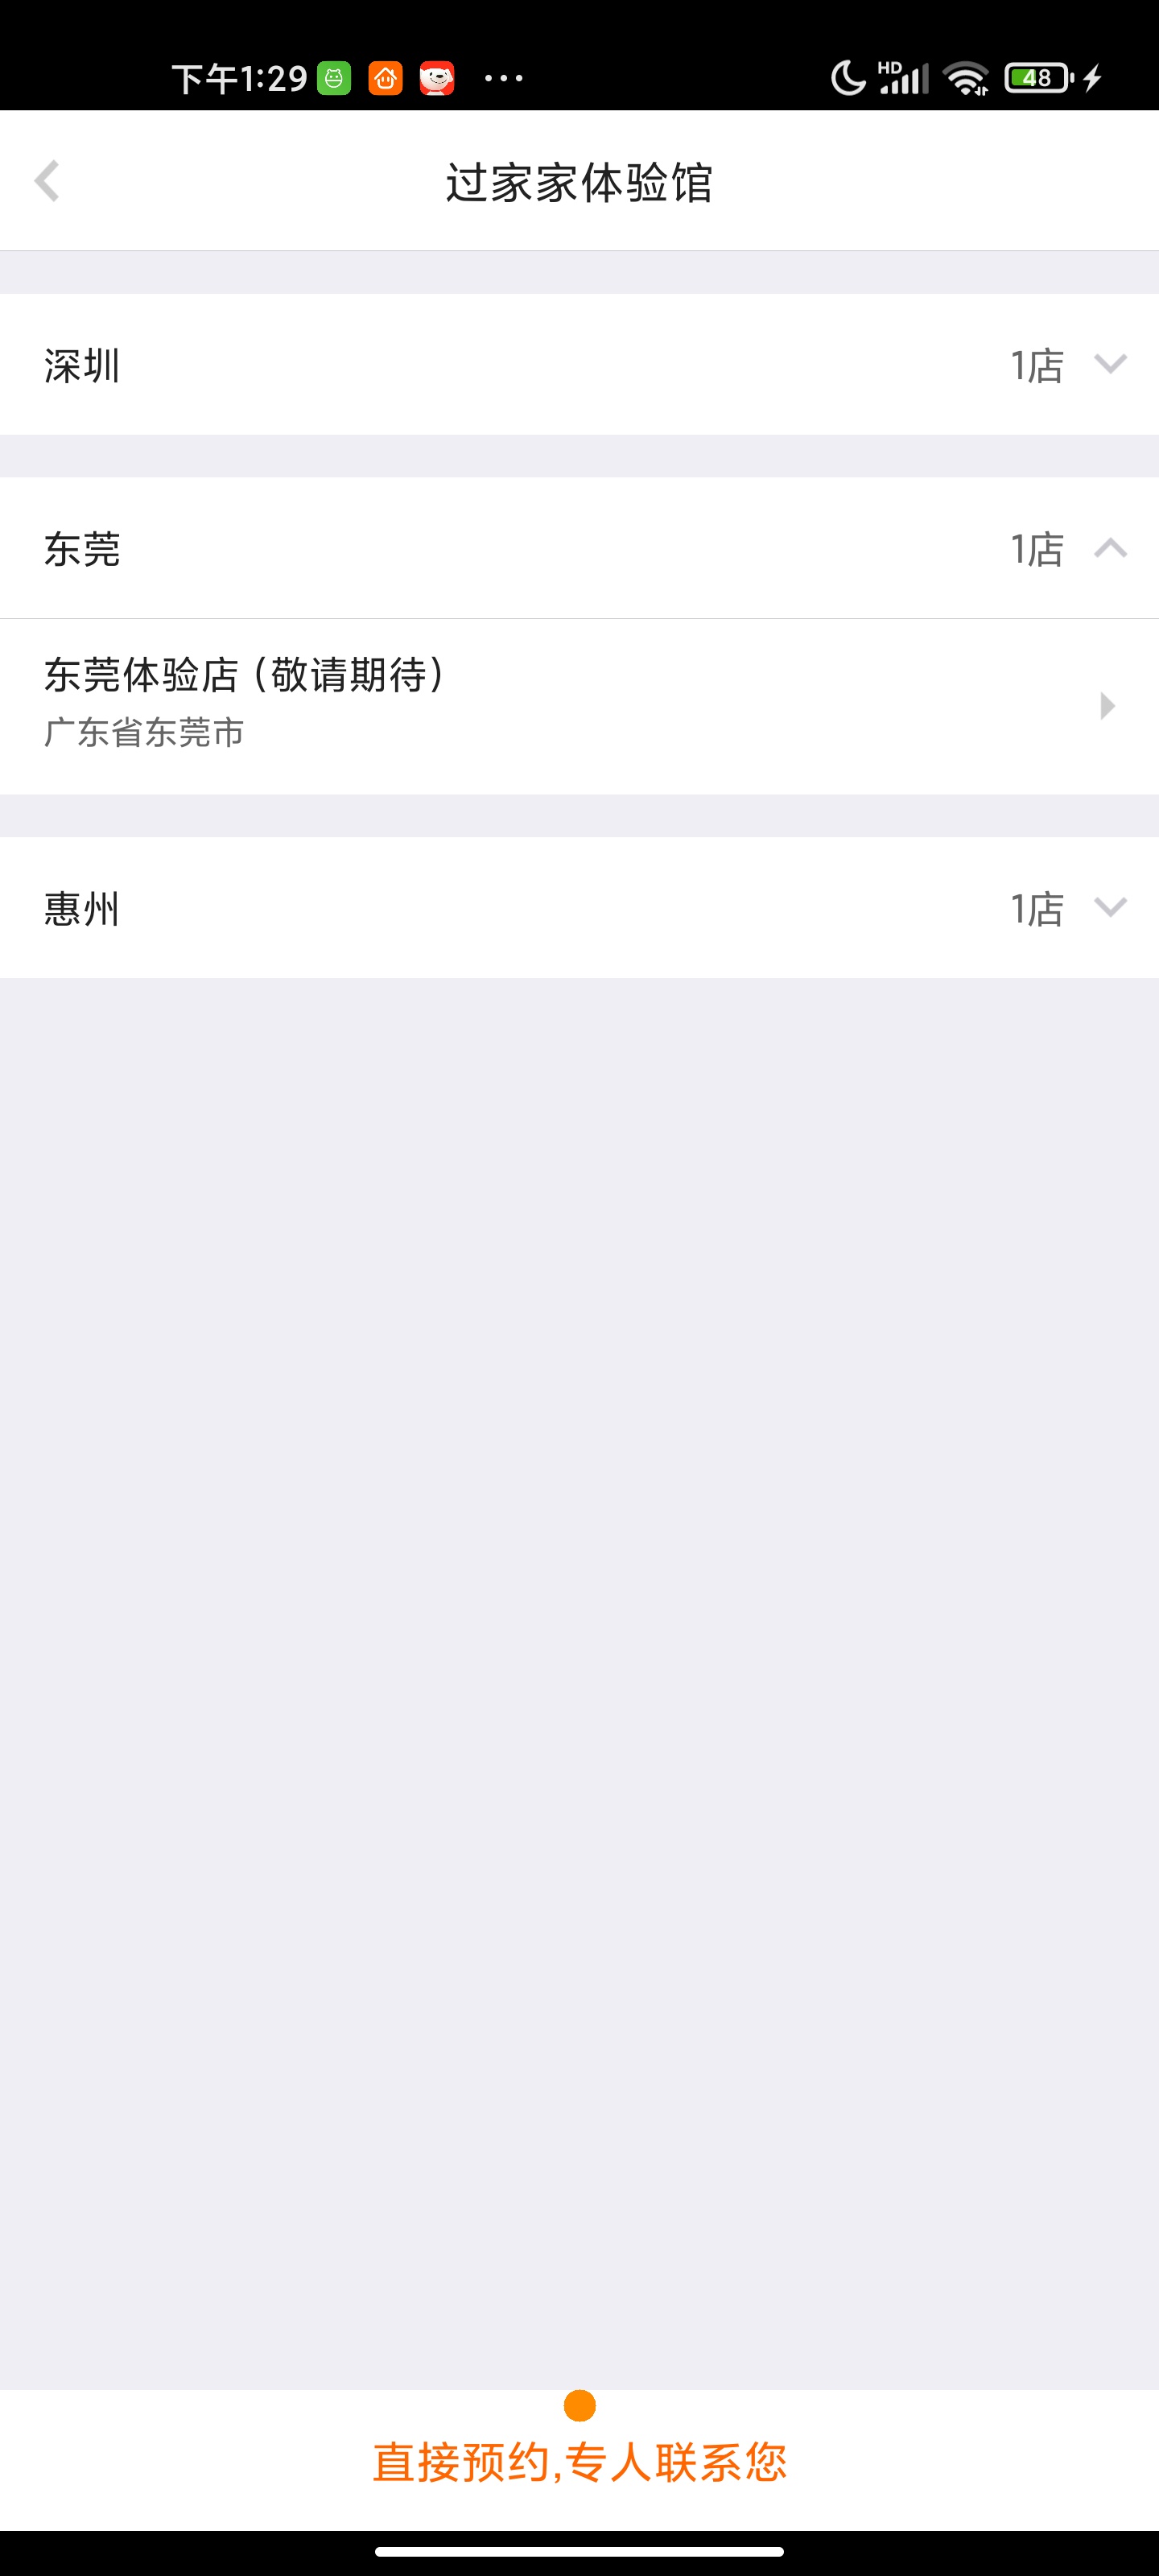 下午1:29
HD
48
过家家体验馆
深圳 1店
东莞 1店
东莞体验店 (敬请期待)
广东省东莞市
惠州 1店
直接预约,专人联系您